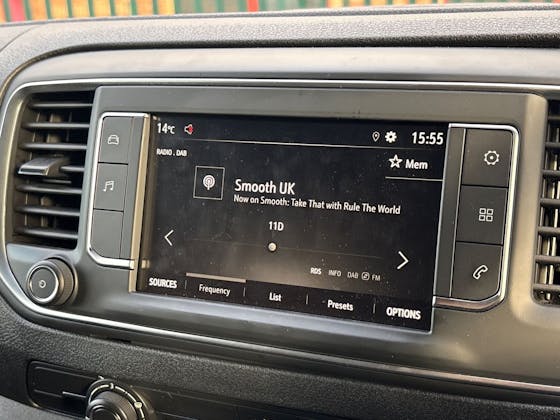 14°C
15:55
RADIO . DAB
Mem
Smooth UK
Now on Smooth: Take That with Rule The World
11D
RDS INFO DAB FM
SOURCES Frequency List Presets OPTIONS